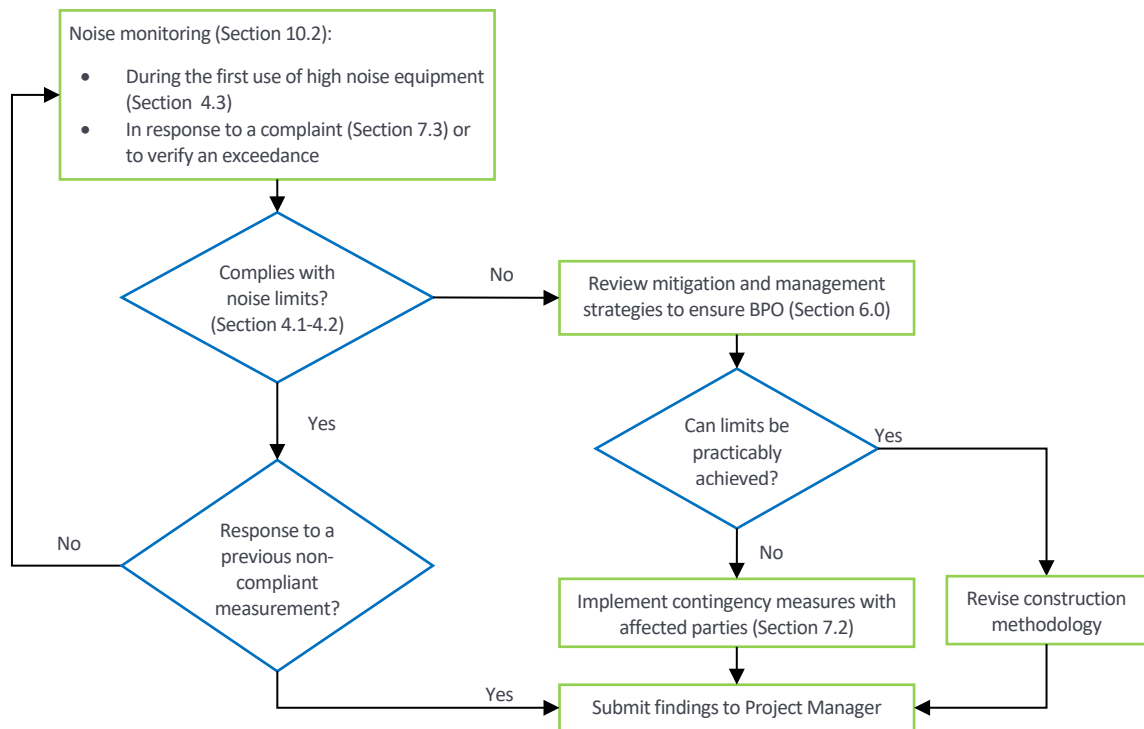 Noise monitoring (Section 10.2):
• During the first use of high noise equipment
(Section 4.3)
• In response to a complaint (Section 7.3) or
to verify an exceedance
Complies with
noise limits?
(Section 4.1-4.2)
No
Review mitigation and management
strategies to ensure BPO (Section 6.0)
Yes
Can limits be
practicably
achieved?
Yes
Response to a
previous non-
compliant
measurement?
No
No
Implement contingency measures with
affected parties (Section 7.2)
Revise construction
methodology
Yes
Submit findings to Project Manager